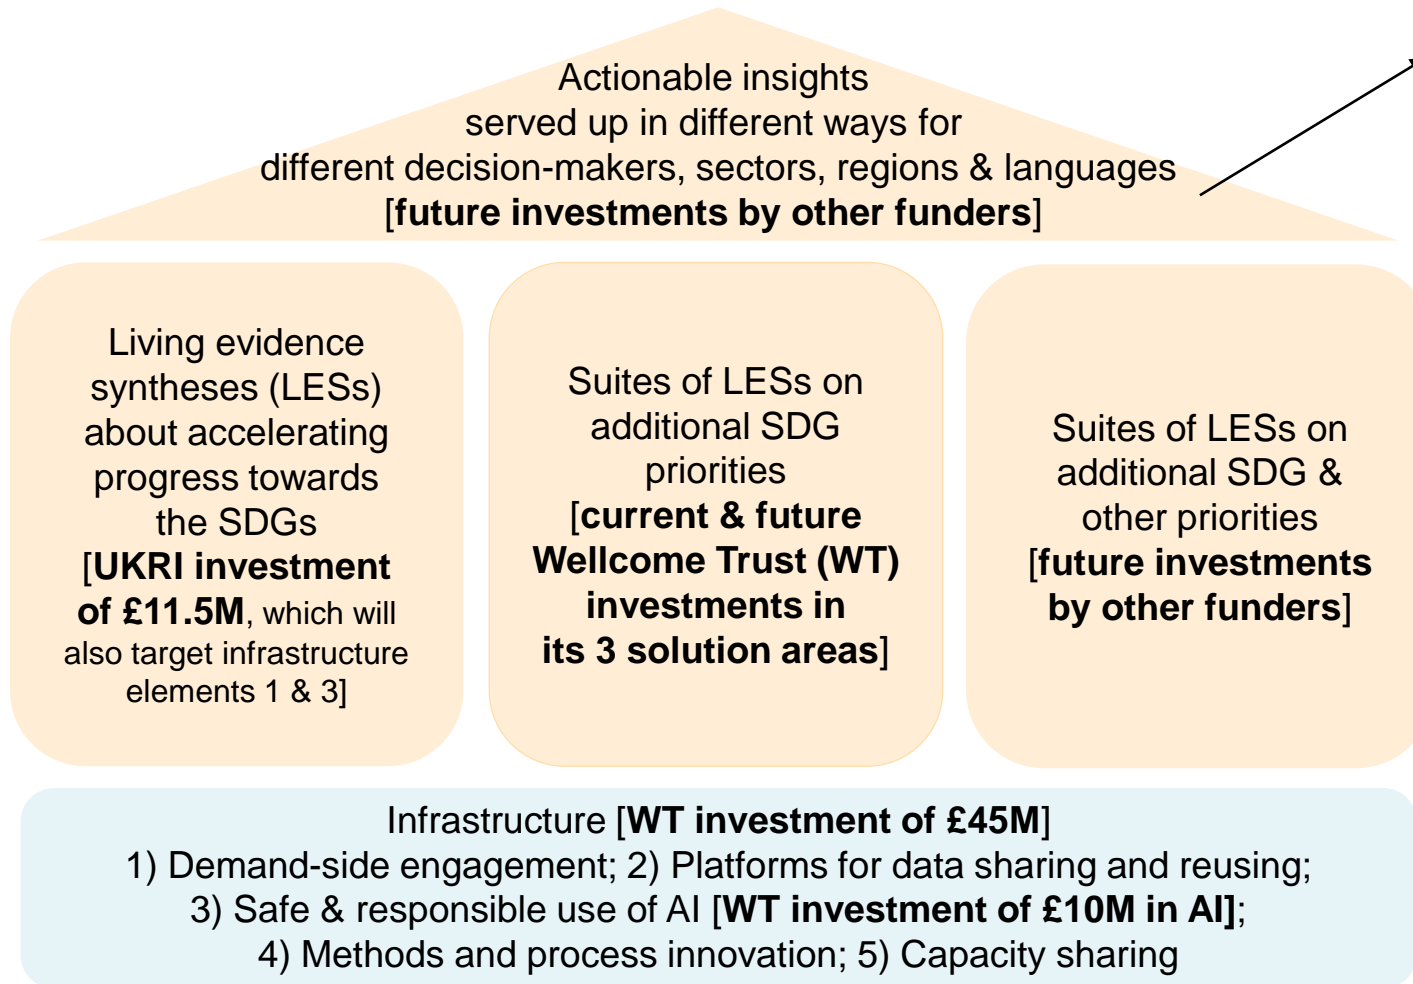 Actionable insights
served up in different ways for
different decision-makers, sectors, regions & languages
[future investments by other funders]
Living evidence
syntheses (LESs)
about accelerating
progress towards
the SDGs
[UKRI investment
of £11.5M, which will
also target infrastructure
elements 1 & 3]
Suites of LESs on
additional SDG
priorities
[current & future
Wellcome Trust (WT)
investments in
its 3 solution areas]
Suites of LESs on
additional SDG &
other priorities
[future investments
by other funders]
Infrastructure [WT investment of £45M]
1) Demand-side engagement; 2) Platforms for data sharing and reusing;
3) Safe & responsible use of AI [WT investment of £10M in AI];
4) Methods and process innovation; 5) Capacity sharing